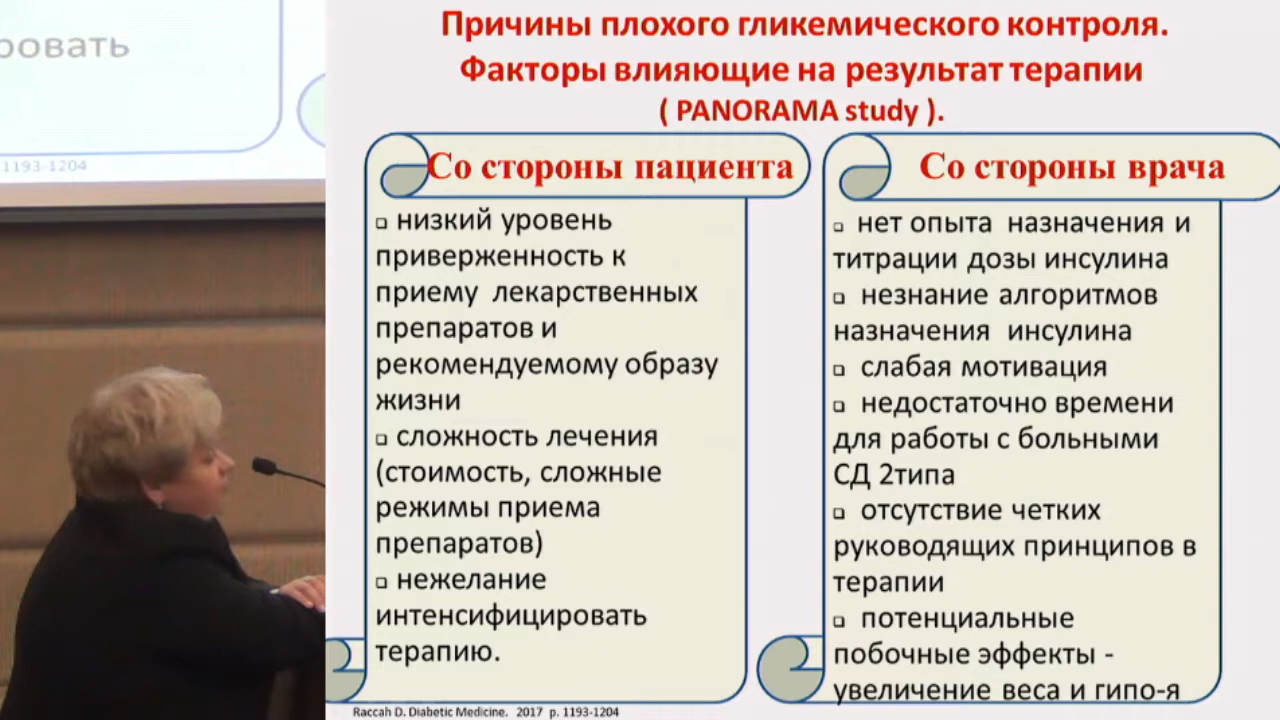 ровать
1193-1204
Причины плохого гликемического контроля.
Факторы влияющие на результат терапии
( PANORAMA study ).
Со стороны пациента
❑ низкий уровень
приверженность к
приему лекарственных
препаратов и
рекомендуемому образу
жизни
❑ сложность лечения
(стоимость, сложные
режимы приема
препаратов)
❑ нежелание
интенсифицировать
терапию.
Со стороны врача
❑ нет опыта назначения и
титрации дозы инсулина
❑ незнание алгоритмов
назначения инсулина
❑ слабая мотивация
❑ недостаточно времени
для работы с больными
СД 2типа
❑ отсутствие четких
руководящих принципов в
терапии
❑ потенциальные
побочные эффекты -
увеличение веса и гипо-я
Raccah D. Diabetic Medicine. 2017 p. 1193-1204